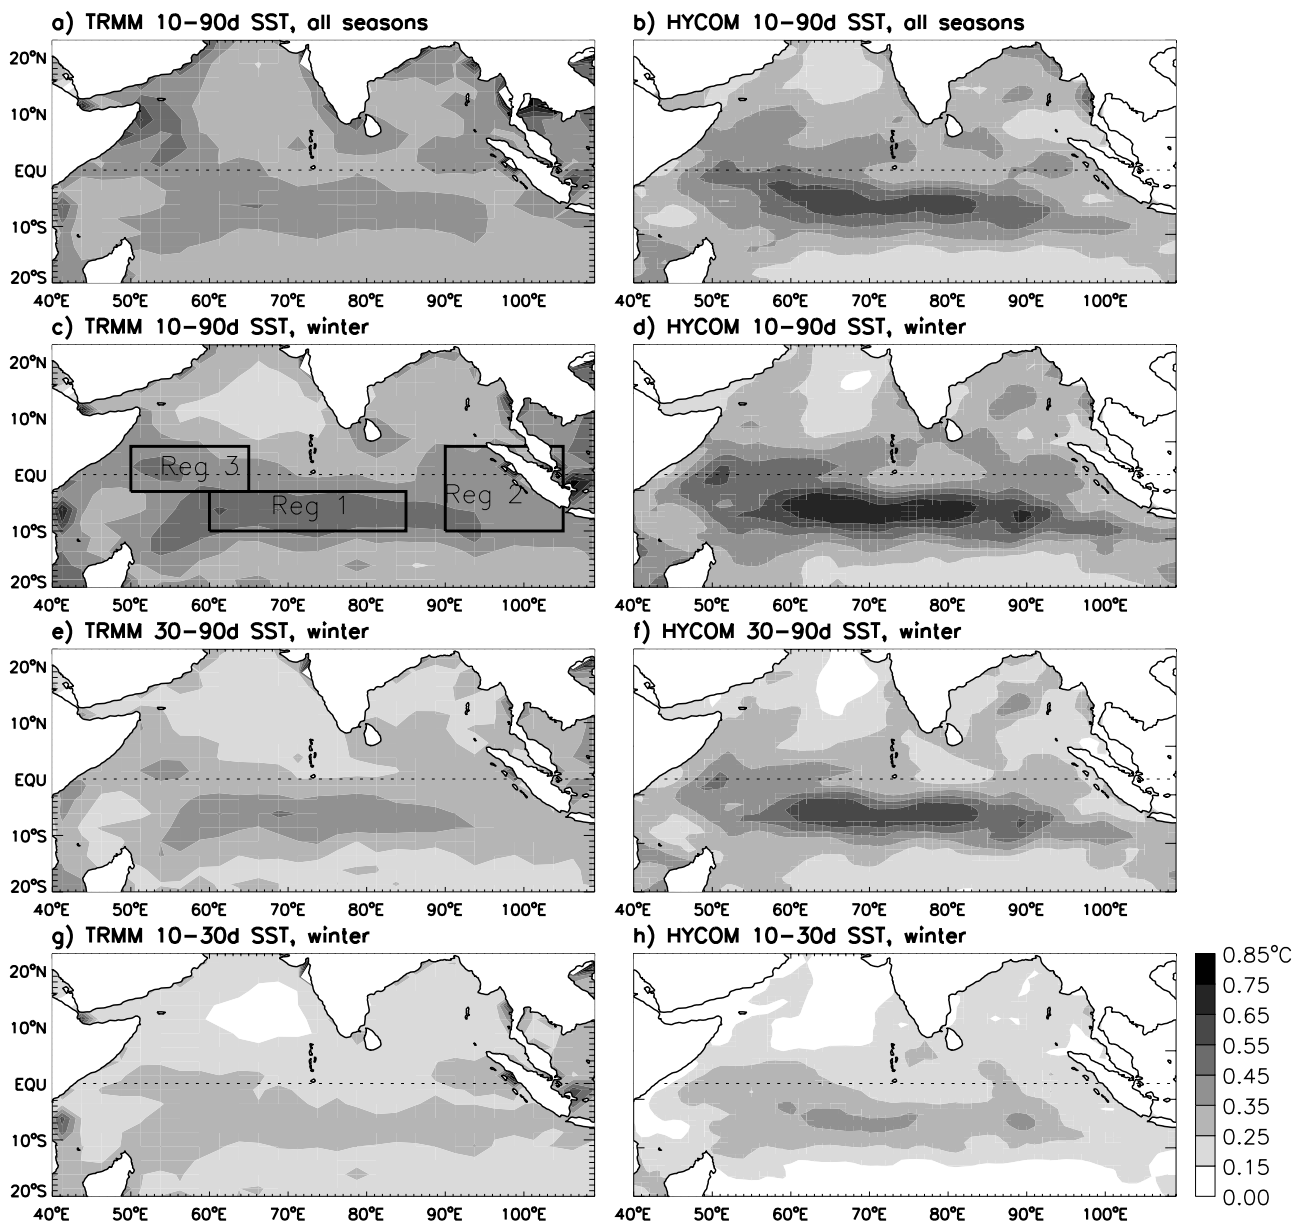 a) TRMM 10-90d SST, all seasons
b) HYCOM 10-90d SST, all seasons
20°N
10°N
EQU
10°S
20°S
40°E 50°E 60°E 70°E 80°E 90°E 100°E
40°E 50°E 60°E 70°E 80°E 90°E 100°E
c) TRMM 10-90d SST, winter
d) HYCOM 10-90d SST, winter
20°N
10°N
EQU
10°S
20°S
Reg 3
Reg 1
Reg 2
40°E 50°E 60°E 70°E 80°E 90°E 100°E
40°E 50°E 60°E 70°E 80°E 90°E 100°E
e) TRMM 30-90d SST, winter
f) HYCOM 30-90d SST, winter
20°N
10°N
EQU
10°S
20°S
40°E 50°E 60°E 70°E 80°E 90°E 100°E
40°E 50°E 60°E 70°E 80°E 90°E 100°E
g) TRMM 10-30d SST, winter
h) HYCOM 10-30d SST, winter
20°N
10°N
EQU
10°S
20°S
40°E 50°E 60°E 70°E 80°E 90°E 100°E
40°E 50°E 60°E 70°E 80°E 90°E 100°E
0.85°C
0.75
0.65
0.55
0.45
0.35
0.25
0.15
0.00